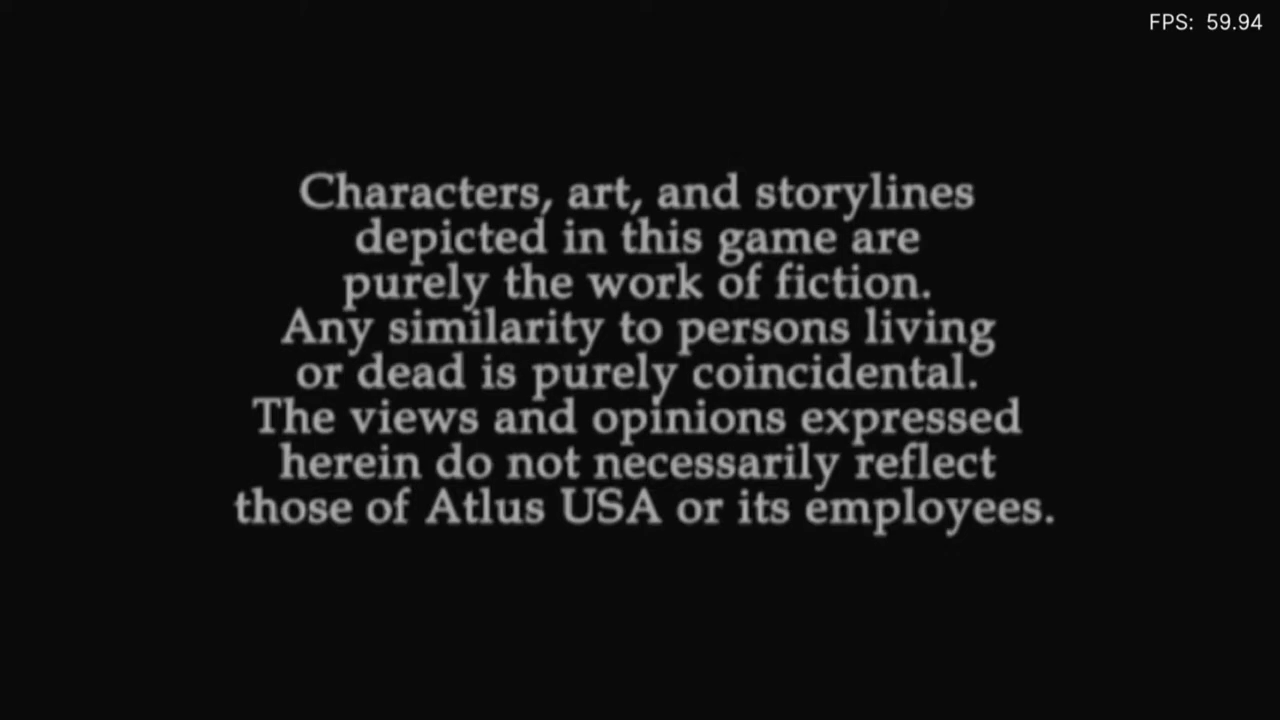 FPS: 59.94
Characters, art, and storylines
depicted in this game are
purely the work of fiction.
Any similarity to persons living
or dead is purely coincidental.
The views and opinions expressed
herein do not necessarily reflect
those of Atlus USA or its employees.